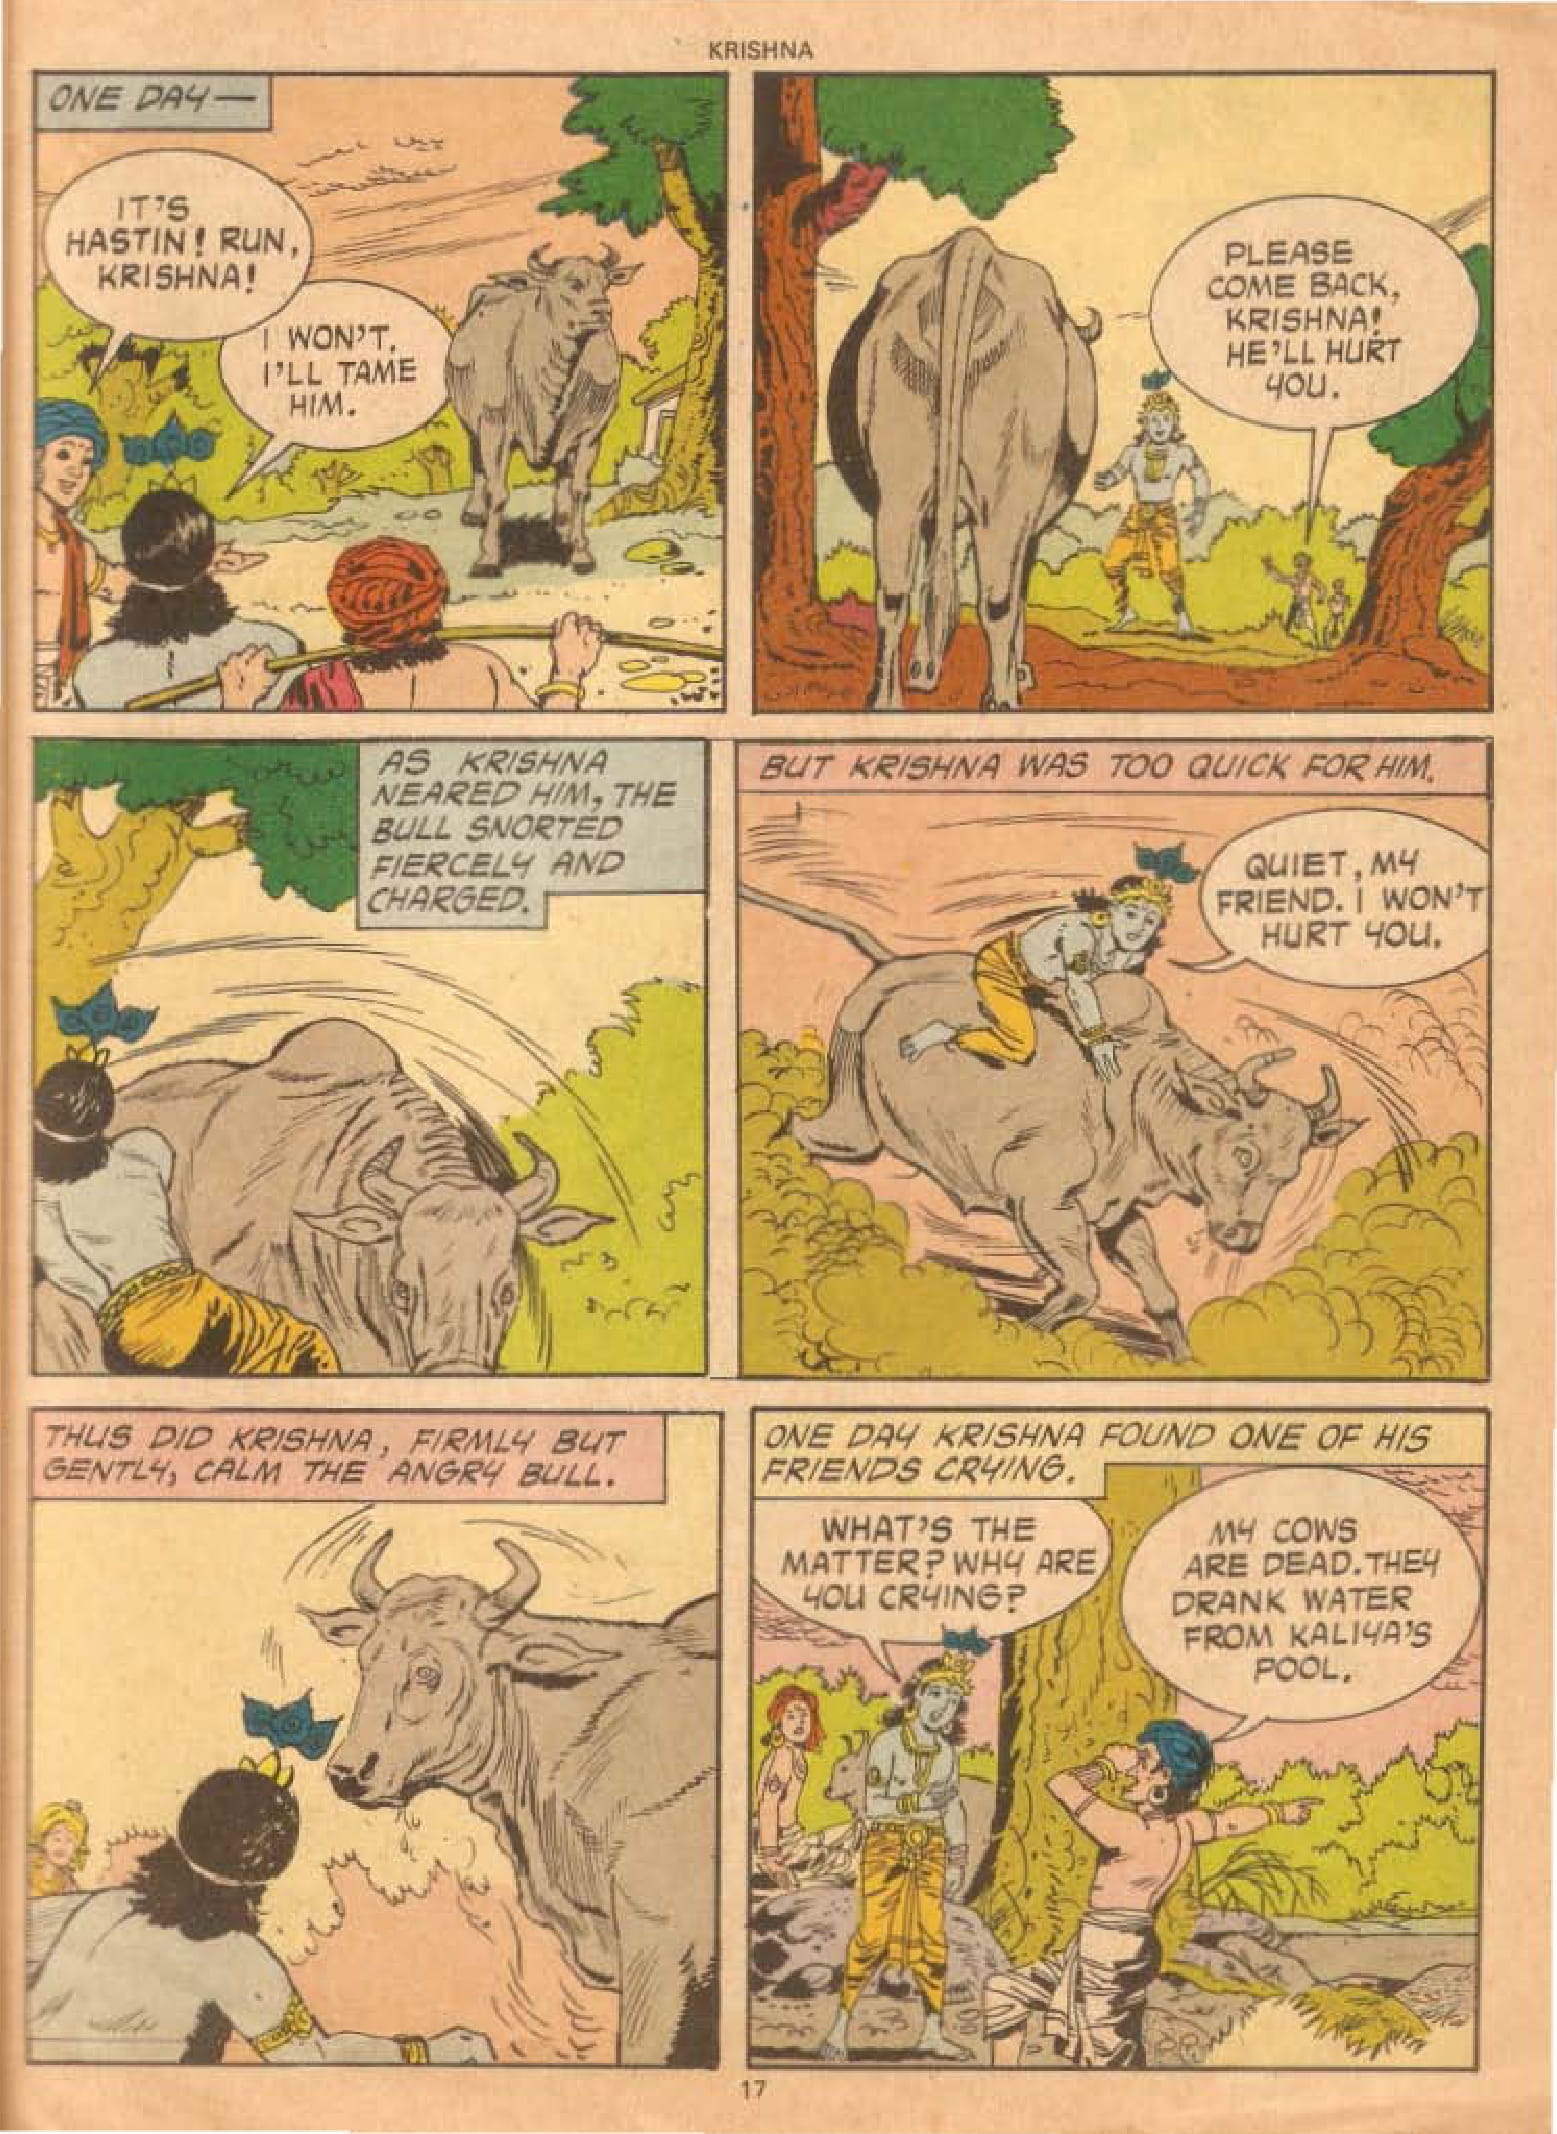 KRISHNA
ONE DAY—
IT'S
HASTIN! RUN,
KRISHNA!
I WON'T.
I'LL TAME
HIM.
PLEASE
COME BACK,
KRISHNA!
HE'LL HURT
YOU.
AS KRISHNA
NEARED HIM, THE
BULL SNORTED
FIERCELY AND
CHARGED.
BUT KRISHNA WAS TOO QUICK FOR HIM.
QUIET, MY
FRIEND. I WON'T
HURT YOU.
THUS DID KRISHNA, FIRMLY BUT
GENTLY, CALM THE ANGRY BULL.
ONE DAY KRISHNA FOUND ONE OF HIS
FRIENDS CRYING.
WHAT'S THE
MATTER? WHY ARE
YOU CRYING?
MY COWS
ARE DEAD. THEY
DRANK WATER
FROM KALIYA'S
POOL.
17